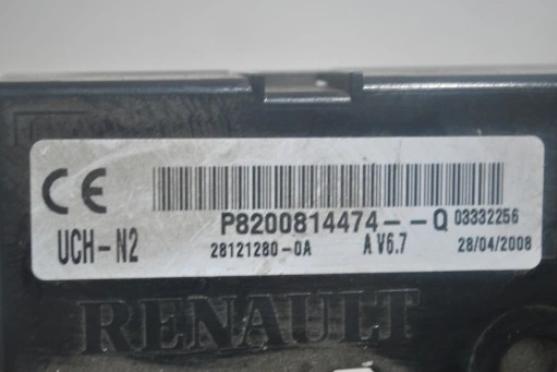 CE
P8200814474--Q 03332256
UCH-N2 28121280-0A A V6.7 28/04/2008
RENAULT